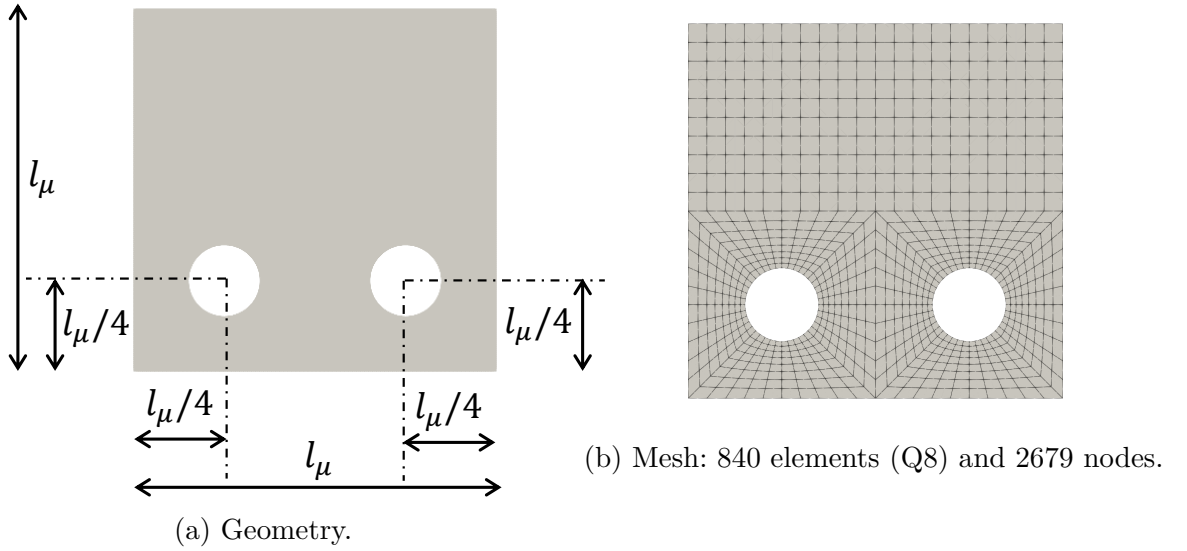 l_μ
l_μ/4
l_μ/4
l_μ/4
l_μ/4
l_μ
(a) Geometry.
(b) Mesh: 840 elements (Q8) and 2679 nodes.